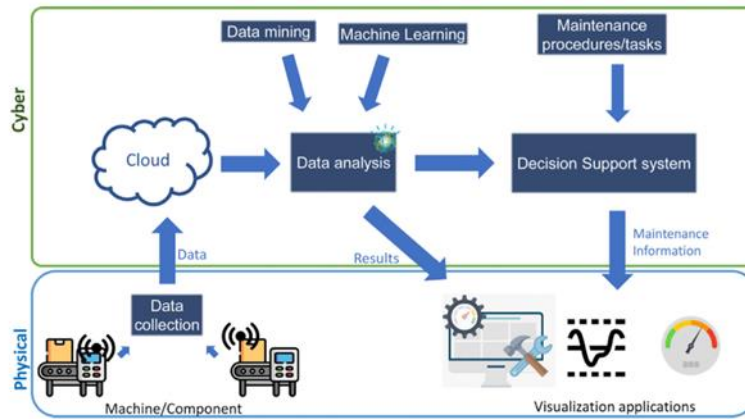 Data mining
Machine Learning
Maintenance
procedures/tasks
Cyber
Cloud
Data analysis
Decision Support system
Data
Results
Maintenance
Information
Physical
Data
collection
Machine/Component
Visualization applications